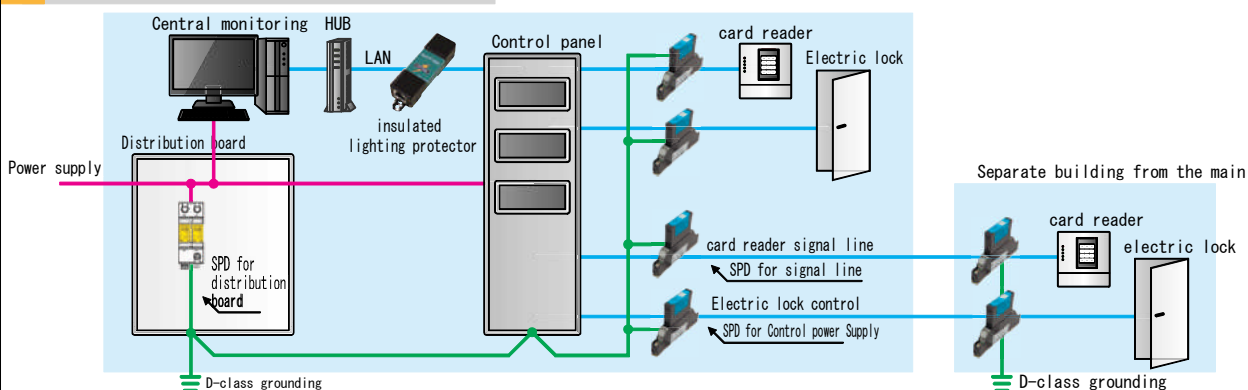 Central monitoring
HUB
LAN
Control panel
card reader
Electric lock
insulated
lighting protector
Distribution board
Power supply
SPD for
distribution
board
D-class grounding
card reader signal line
SPD for signal line
Electric lock control
SPD for Control power Supply
Separate building from the main
card reader
electric lock
D-class grounding